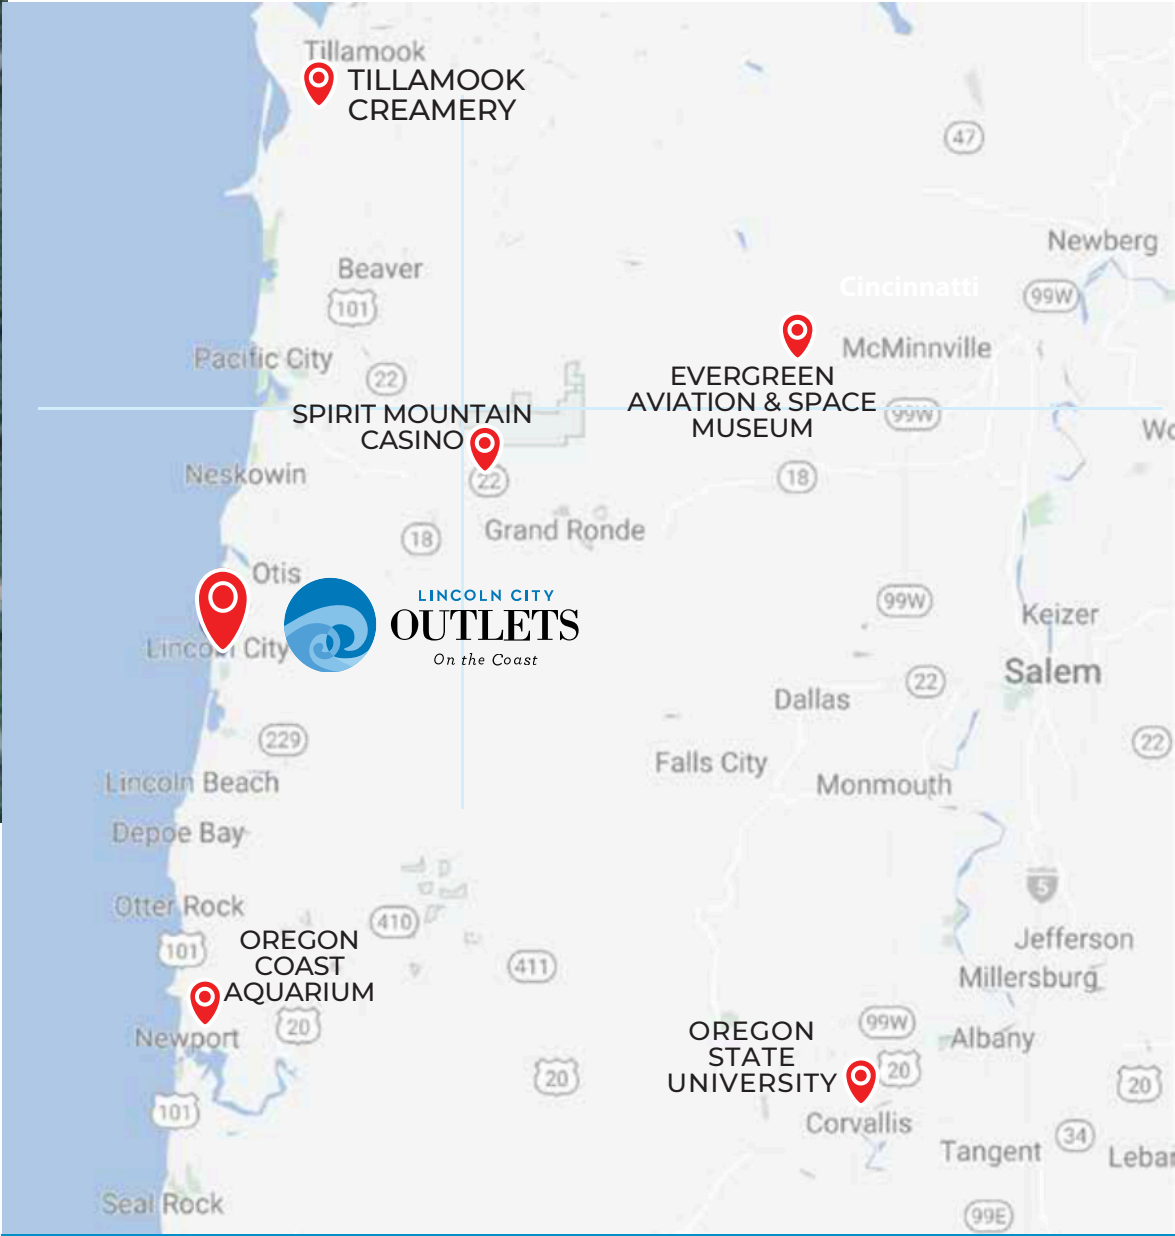 Tillamook
TILLAMOOK
CREAMERY
47
Newberg
Beaver
Cincinnatti
99W
101
McMinnville
Pacific City
22
EVERGREEN
AVIATION & SPACE
MUSEUM
99W
SPIRIT MOUNTAIN
CASINO
22
Neskowin
18
Grand Ronde
18
Otis
LINCOLN CITY
OUTLETS
On the Coast
99W
Keizer
Lincoln City
Salem
22
Dallas
229
22
Falls City
Lincoln Beach
Monmouth
Depoe Bay
5
Otter Rock
410
101
OREGON
COAST
AQUARIUM
411
Jefferson
Millersburg
20
Newport
OREGON
STATE
UNIVERSITY
99W
Albany
20
20
20
101
Corvallis
34
Tangent
Seal Rock
99E